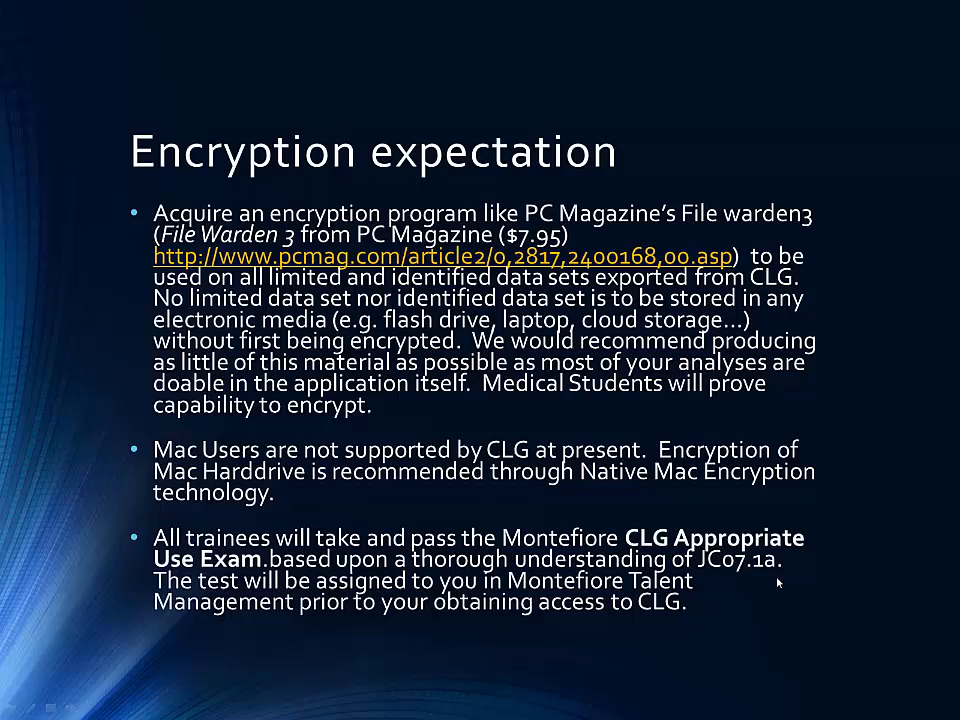 Encryption expectation
• Acquire an encryption program like PC Magazine's File warden3
(File Warden 3 from PC Magazine ($7.95)
http://www.pcmag.com/article2/0,2817,2400168,00.asp)  to be
used on all limited and identified data sets exported from CLG.
No limited data set nor identified data set is to be stored in any
electronic media (e.g. flash drive, laptop, cloud storage...)
without first being encrypted.  We would recommend producing
as little of this material as possible as most of your analyses are
doable in the application itself.  Medical Students will prove
capability to encrypt.
• Mac Users are not supported by CLG at present.  Encryption of
Mac Harddrive is recommended through Native Mac Encryption
technology.
• All trainees will take and pass the Montefiore CLG Appropriate
Use Exam.based upon a thorough understanding of JC07.1a.
The test will be assigned to you in Montefiore Talent
Management prior to your obtaining access to CLG.